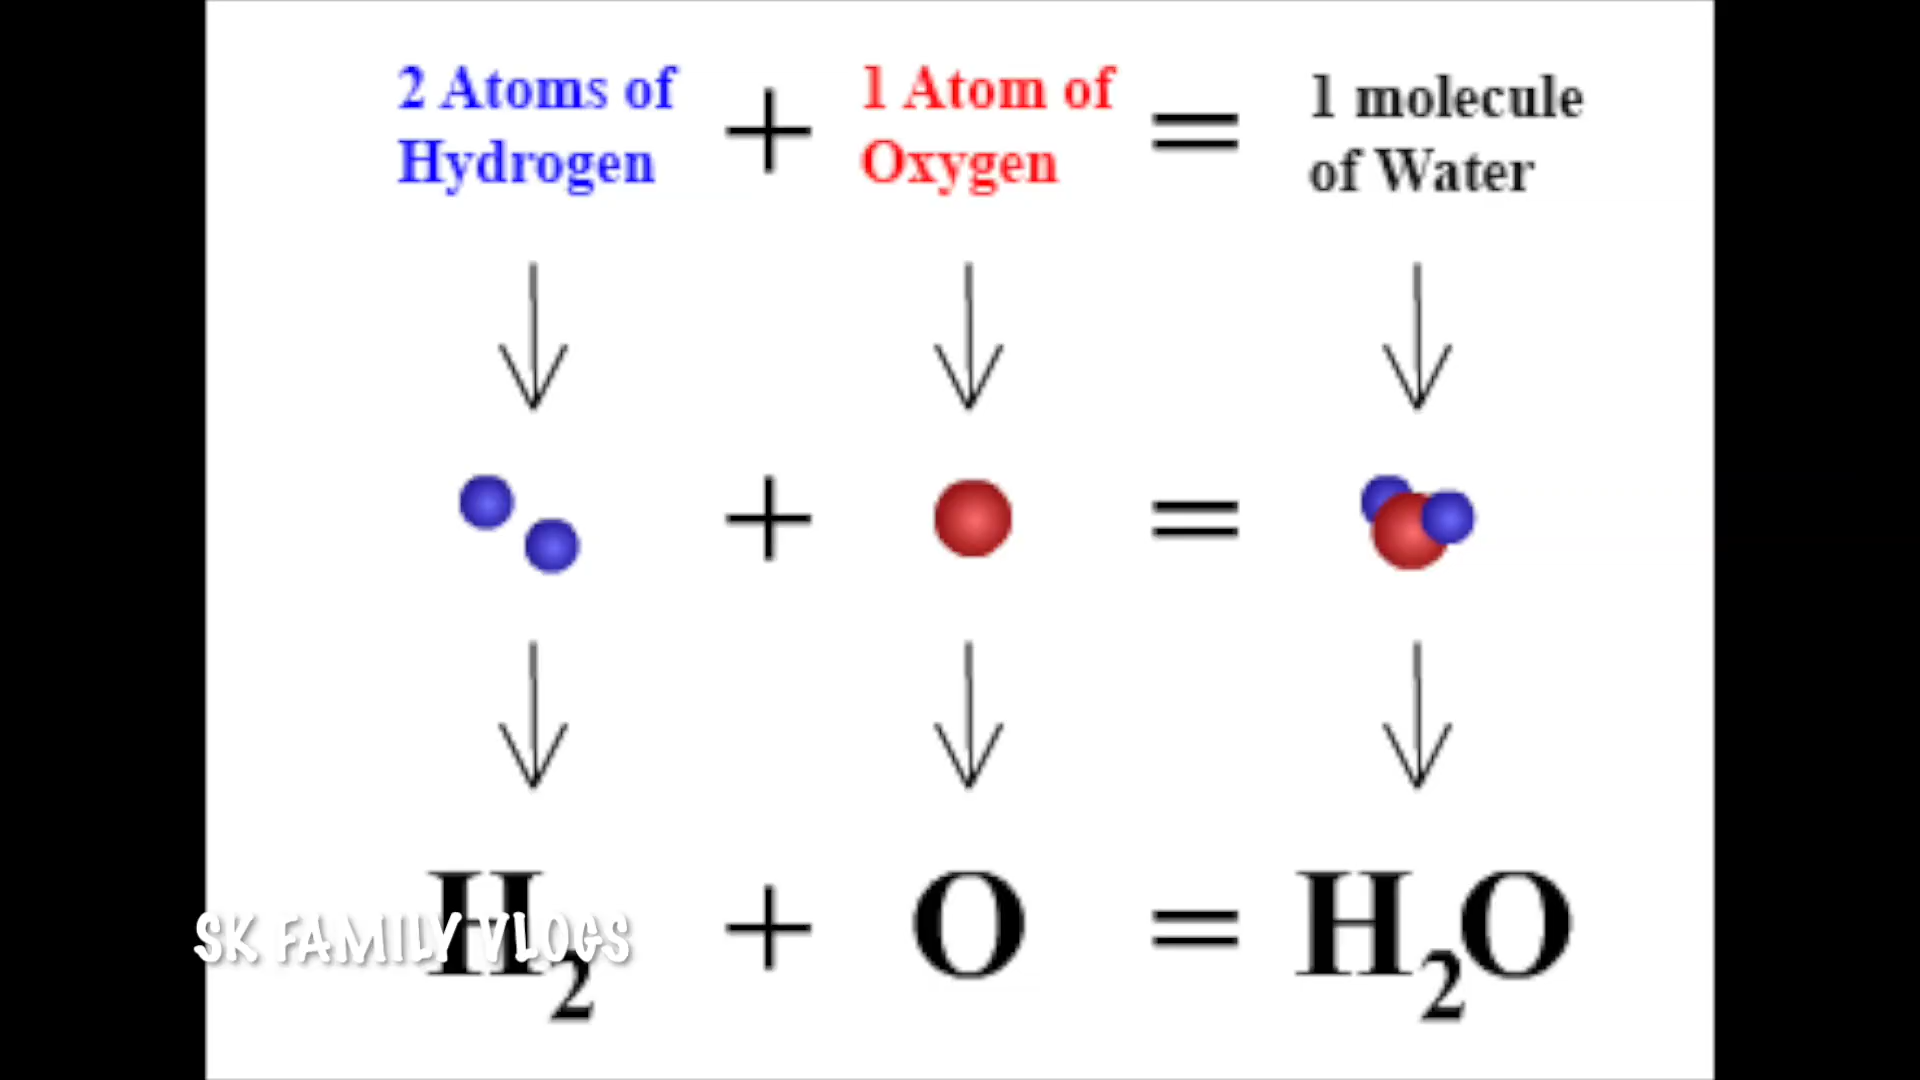 2 Atoms of
Hydrogen
+
1 Atom of
Oxygen
=
1 molecule
of Water
+
=
H₂ + O = H₂O
SK FAMILY VLOGS